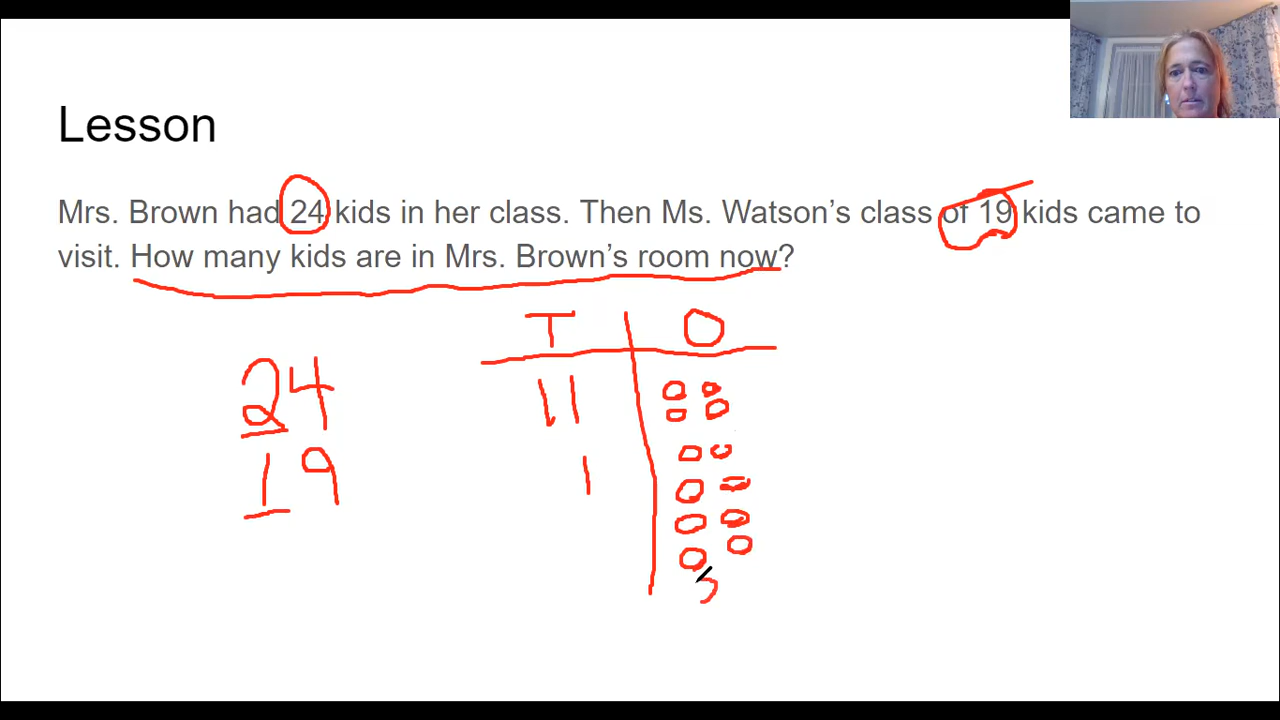 Lesson
Mrs. Brown had 24 kids in her class. Then Ms. Watson's class of 19 kids came to
visit. How many kids are in Mrs. Brown's room now?
T O
24
19